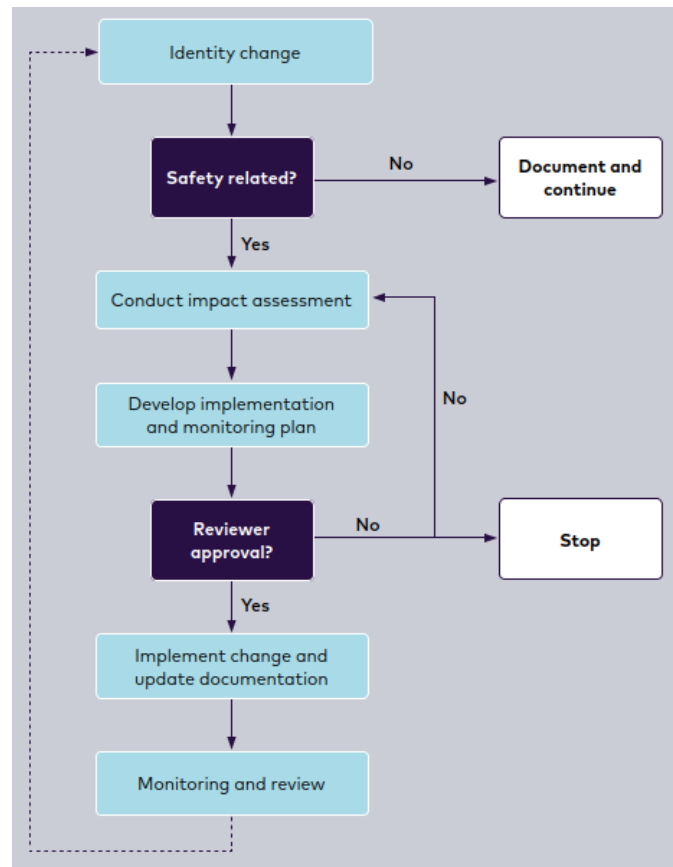 Identity change
Safety related?
No
Document and
continue
Yes
Conduct impact assessment
Develop implementation
and monitoring plan
No
Reviewer
approval?
No
Stop
Yes
Implement change and
update documentation
Monitoring and review